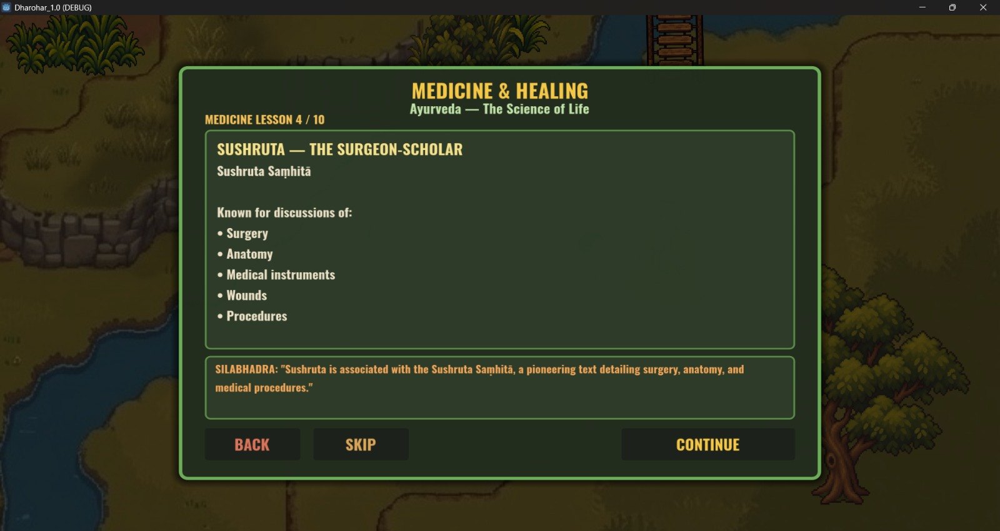 Dharohar_1.0 (DEBUG)
MEDICINE & HEALING
Ayurveda — The Science of Life
MEDICINE LESSON 4 / 10
SUSHRUTA — THE SURGEON-SCHOLAR
Sushruta Saṃhitā
Known for discussions of:
• Surgery
• Anatomy
• Medical instruments
• Wounds
• Procedures
SILABHADRA: "Sushruta is associated with the Sushruta Saṃhitā, a pioneering text detailing surgery, anatomy, and
medical procedures."
BACK
SKIP
CONTINUE